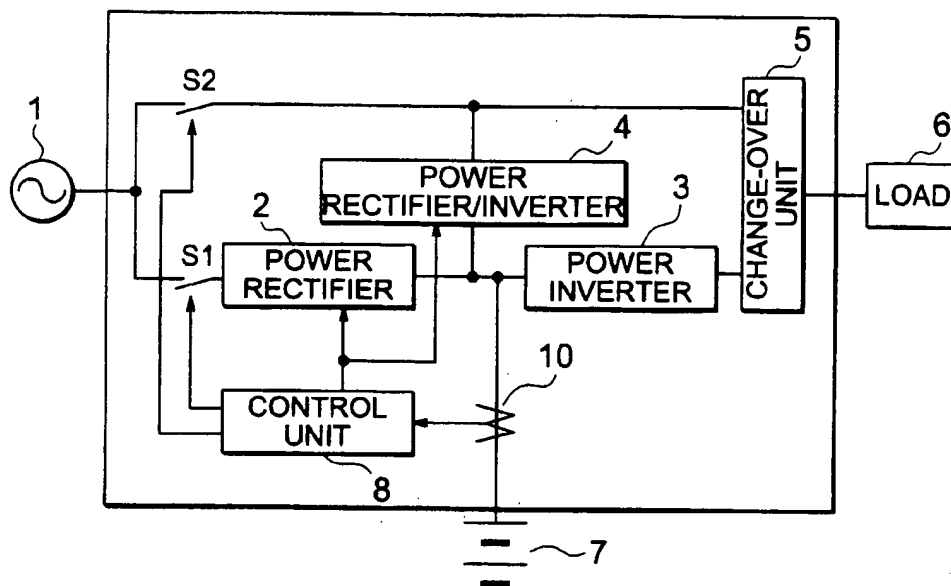 S2
1
4
5
6
POWER
RECTIFIER/INVERTER
CHANGE-OVER
UNIT
LOAD
S1
2
POWER
RECTIFIER
3
POWER
INVERTER
10
CONTROL
UNIT
8
7